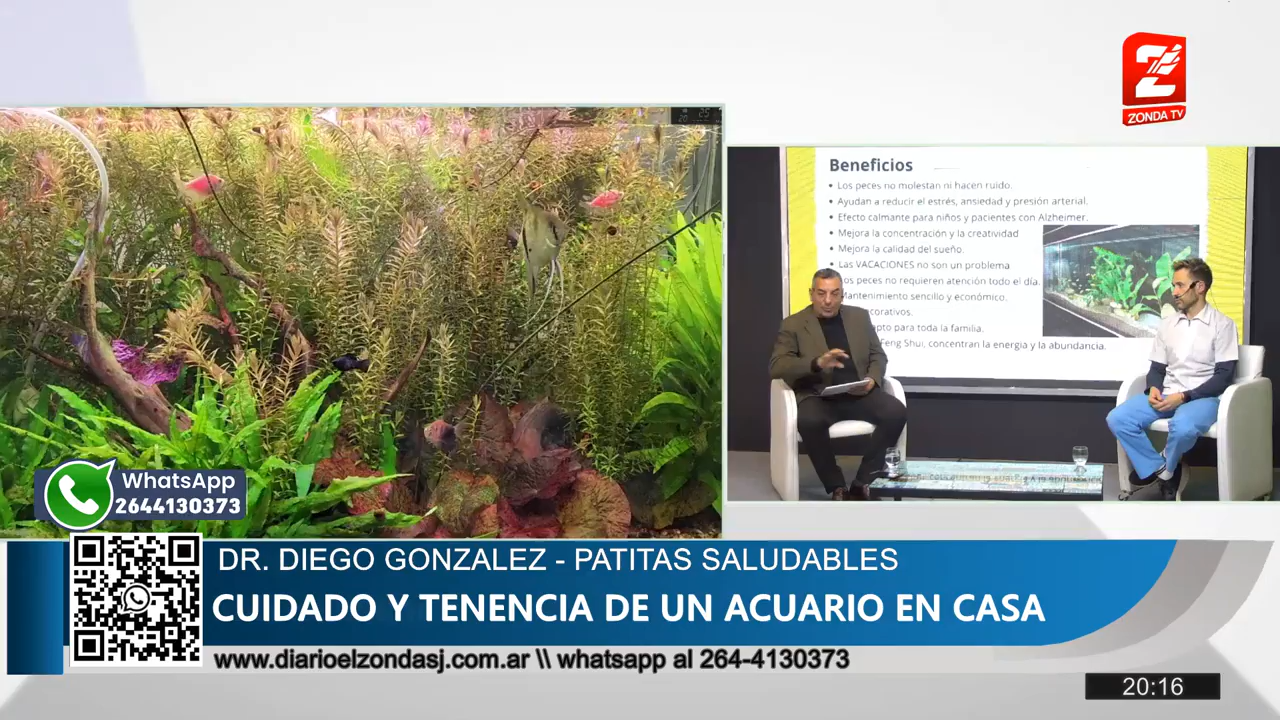 ZONDA TV
Beneficios
• Los peces no molestan ni hacen ruido.
• Ayudan a reducir el estrés, ansiedad y presión arterial.
• Efecto calmante para niños y pacientes con Alzheimer.
• Mejora la concentración y la creatividad
• Mejora la calidad del sueño.
• Las VACACIONES no son un problema
peces no requieren atención todo el día.
Mantenimiento sencillo y económico.
para toda la familia.
Feng Shui, concentran la energia y la abundancia.
WhatsApp
2644130373
DR. DIEGO GONZALEZ - PATITAS SALUDABLES
CUIDADO Y TENENCIA DE UN ACUARIO EN CASA
www.diarioelzondasj.com.ar \\ whatsapp al 264-4130373
20:16